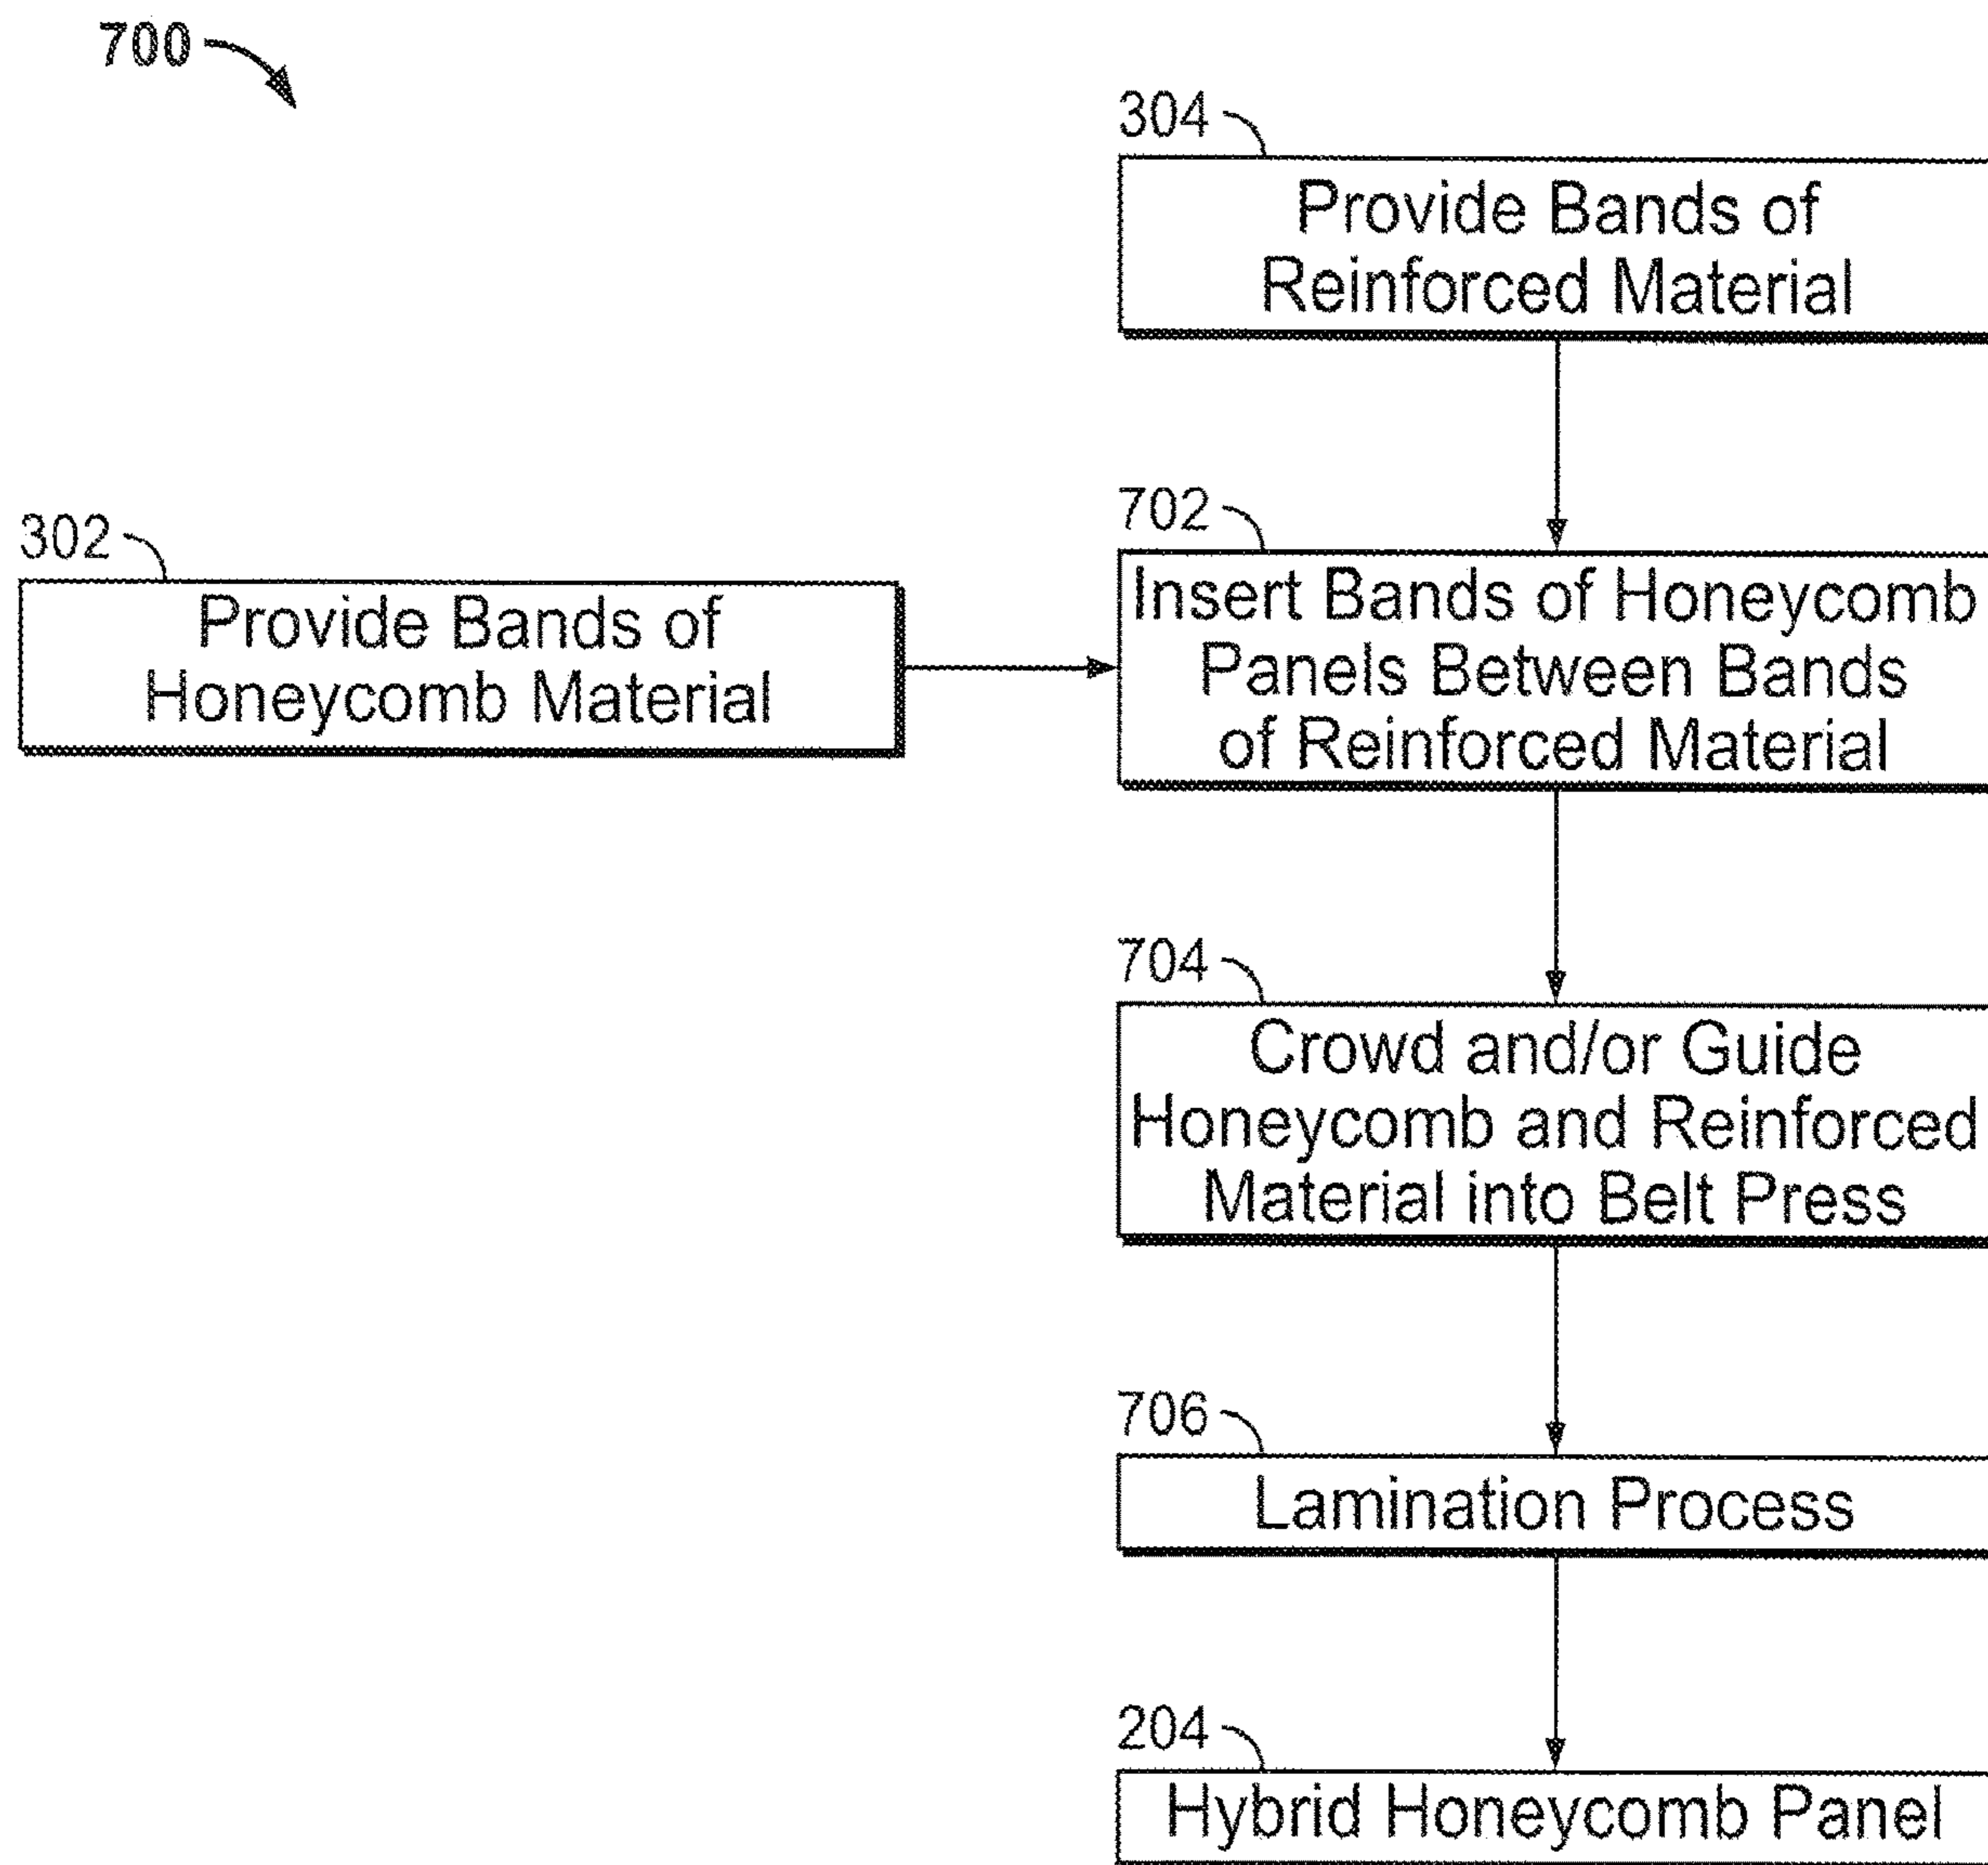 700
304
Provide Bands of
Reinforced Material
302
Provide Bands of
Honeycomb Material
702
Insert Bands of Honeycomb
Panels Between Bands
of Reinforced Material
704
Crowd and/or Guide
Honeycomb and Reinforced
Material into Belt Press
706
Lamination Process
204
Hybrid Honeycomb Panel